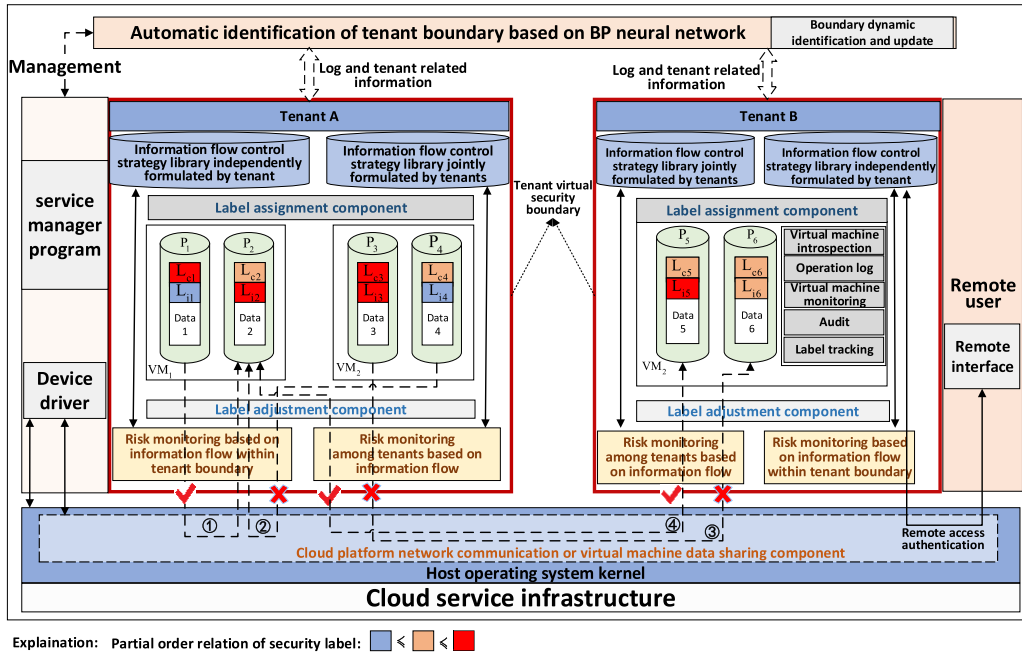 Automatic identification of tenant boundary based on BP neural network
Boundary dynamic
identification and update
Management
Log and tenant related
information
Log and tenant related
information
service
manager
program
Device
driver
Tenant A
Information flow control
strategy library independently
formulated by tenant
Information flow control
strategy library jointly
formulated by tenants
Label assignment component
P1
Lc1
Li1
Data
1
P2
Lc2
Li2
Data
2
VM1
P3
Lc3
Li3
Data
3
P4
Lc4
Li4
Data
4
VM2
Label adjustment component
Risk monitoring based on
information flow within
tenant boundary
Risk monitoring
among tenants based on
information flow
Tenant virtual
security
boundary
Tenant B
Information flow control
strategy library jointly
formulated by tenants
Information flow control
strategy library independently
formulated by tenant
Label assignment component
P5
Lc5
Li5
Data
5
P6
Lc6
Li6
Data
6
VM2
Virtual machine
introspection
Operation log
Virtual machine
monitoring
Audit
Label tracking
Label adjustment component
Risk monitoring
among tenants based
on information flow
Risk monitoring based
on information flow
within tenant boundary
Remote
user
Remote
interface
① ② ④ ③
Remote access
authentication
Cloud platform network communication or virtual machine data sharing component
Host operating system kernel
Cloud service infrastructure
Explaination: Partial order relation of security label: ⩽ ⩽